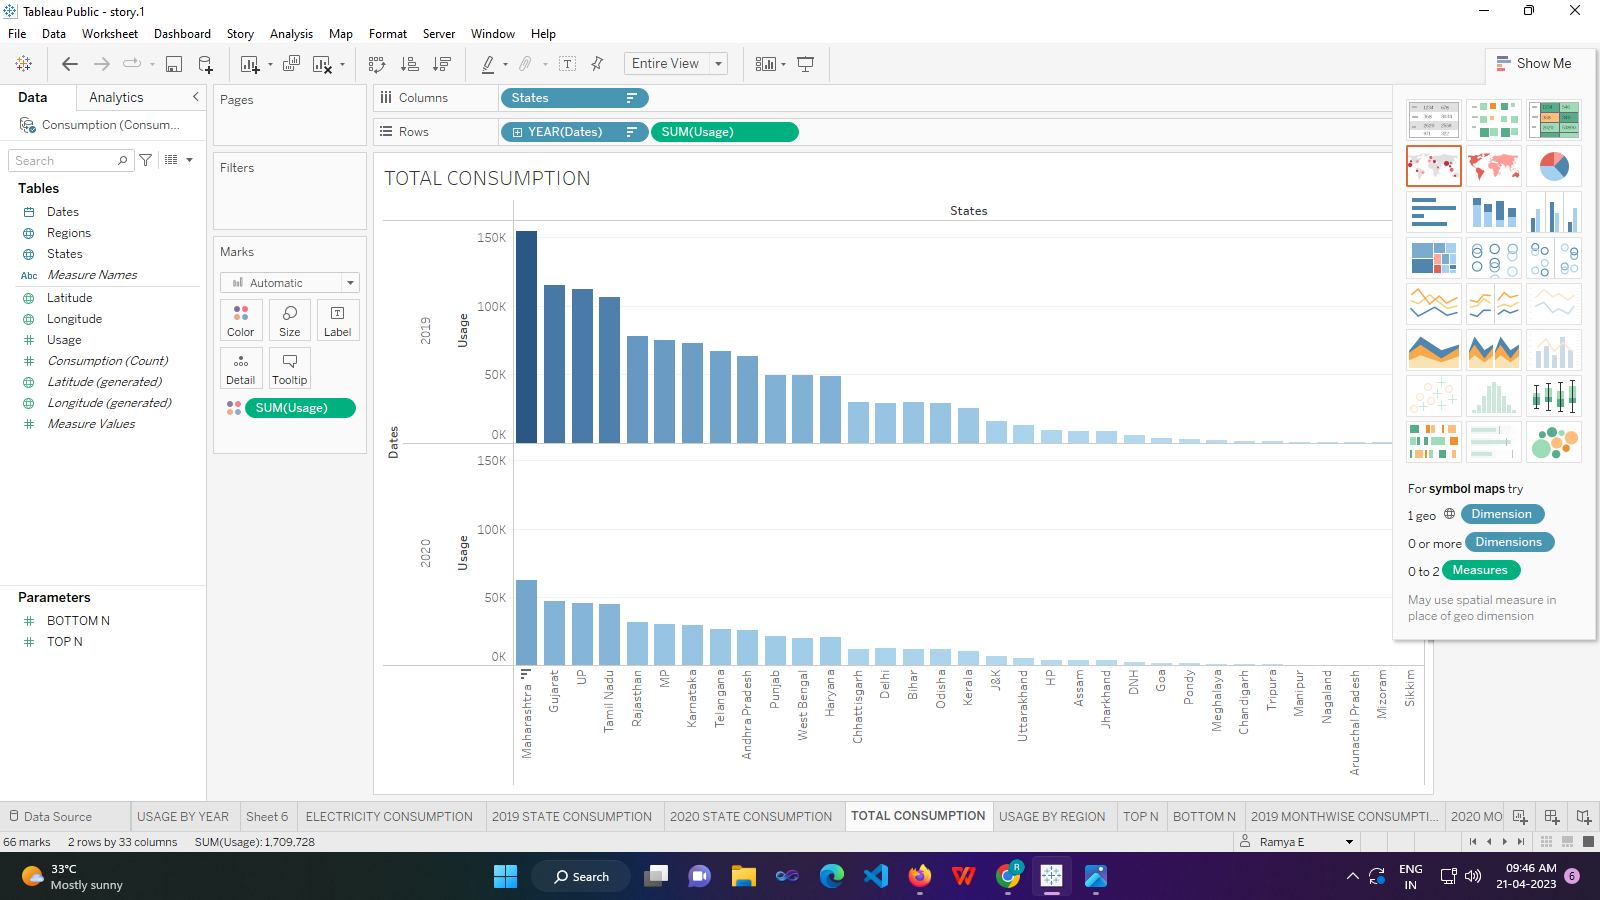 Tableau Public - story.1
File Data Worksheet Dashboard Story Analysis Map Format Server Window Help
Entire View
Show Me
Data Analytics
Consumption (Consum...
Search
Tables
Dates
Regions
States
Abc Measure Names
Latitude
Longitude
Usage
Consumption (Count)
Latitude (generated)
Longitude (generated)
Measure Values
Parameters
BOTTOM N
TOP N
Pages
Filters
Marks
Automatic
Color Size Label
Detail Tooltip
SUM(Usage)
Columns States
Rows YEAR(Dates) SUM(Usage)
TOTAL CONSUMPTION
States
Dates
2019
Usage
150K
100K
50K
0K
2020
Usage
150K
100K
50K
0K
Maharashtra
Gujarat
UP
Tamil Nadu
Rajasthan
MP
Karnataka
Telangana
Andhra Pradesh
Punjab
West Bengal
Haryana
Chhattisgarh
Delhi
Bihar
Odisha
Kerala
J&K
Uttarakhand
HP
Assam
Jharkhand
DNH
Goa
Pondy
Meghalaya
Chandigarh
Tripura
Manipur
Nagaland
Arunachal Pradesh
Mizoram
Sikkim
For symbol maps try
1 geo Dimension
0 or more Dimensions
0 to 2 Measures
May use spatial measure in
place of geo dimension
Data Source USAGE BY YEAR Sheet 6 ELECTRICITY CONSUMPTION 2019 STATE CONSUMPTION 2020 STATE CONSUMPTION TOTAL CONSUMPTION USAGE BY REGION TOP N BOTTOM N 2019 MONTHWISE CONSUMPTI... 2020 MO
66 marks 2 rows by 33 columns SUM(Usage): 1,709,728 Ramya E
33°C
Mostly sunny
Search
R
ENG
IN
09:46 AM
21-04-2023
6